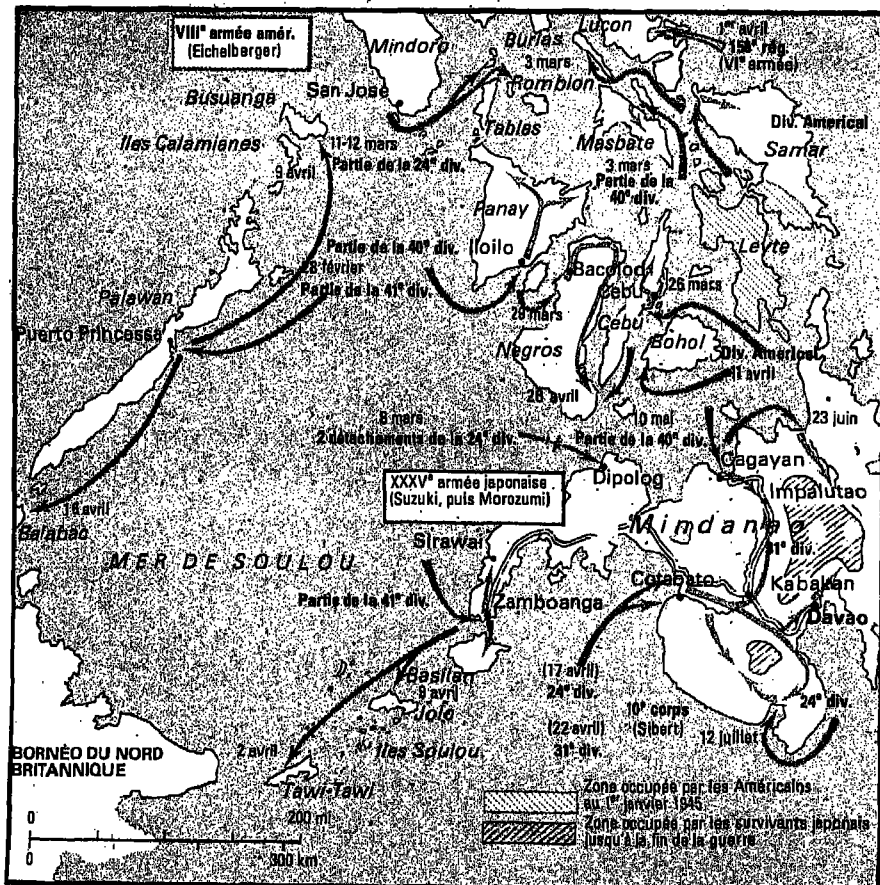 VIIIᵉ armée amér.
(Eichelberger)
Mindoro
Burias
3 mars
Romblon
Luçon
1ᵉʳ avril
158ᵉ rég.
(VIᵉ armée)
Busuanga
San José
Iles Calamianes
11-12 mars
Partie de la 24ᵉ div.
9 avril
Tablas
Masbate
3 mars
Partie de la
40ᵉ div.
Div. Americal
Samar
Panay
Iloilo
Partie de la 40ᵉ div.
28 février
Partie de la 41ᵉ div.
Leyte
Palawan
Puerto Princessa
Bacolod
Cebu
26 mars
29 mars
Cebu
Negros
Bohol
Div. Americal
11 avril
26 avril
8 mars
2 détachements de la 24ᵉ div.
10 mai
Partie de la 40ᵉ div.
23 juin
Cagayan
Dipolog
Impalutao
XXXVᵉ armée japonaise
(Suzuki, puis Morozumi)
Mindanao
31ᵉ div.
16 avril
Balabac
MER DE SOULOU
Sirawai
Cotabato
Kabakan
Partie de la 41ᵉ div.
Zamboanga
Davao
Basilan
9 avril
Jolo
(17 avril)
24ᵉ div.
24ᵉ div.
10ᵉ corps
(Sibert)
(22 avril)
31ᵉ div.
12 juillet
2 avril
Iles Soulou
BORNÉO DU NORD
BRITANNIQUE
Tawi-Tawi
Zone occupée par les Américains
au 1ᵉʳ janvier 1945
Zone occupée par les survivants japonais
jusqu'à la fin de la guerre
0 200 mi
0 300 km